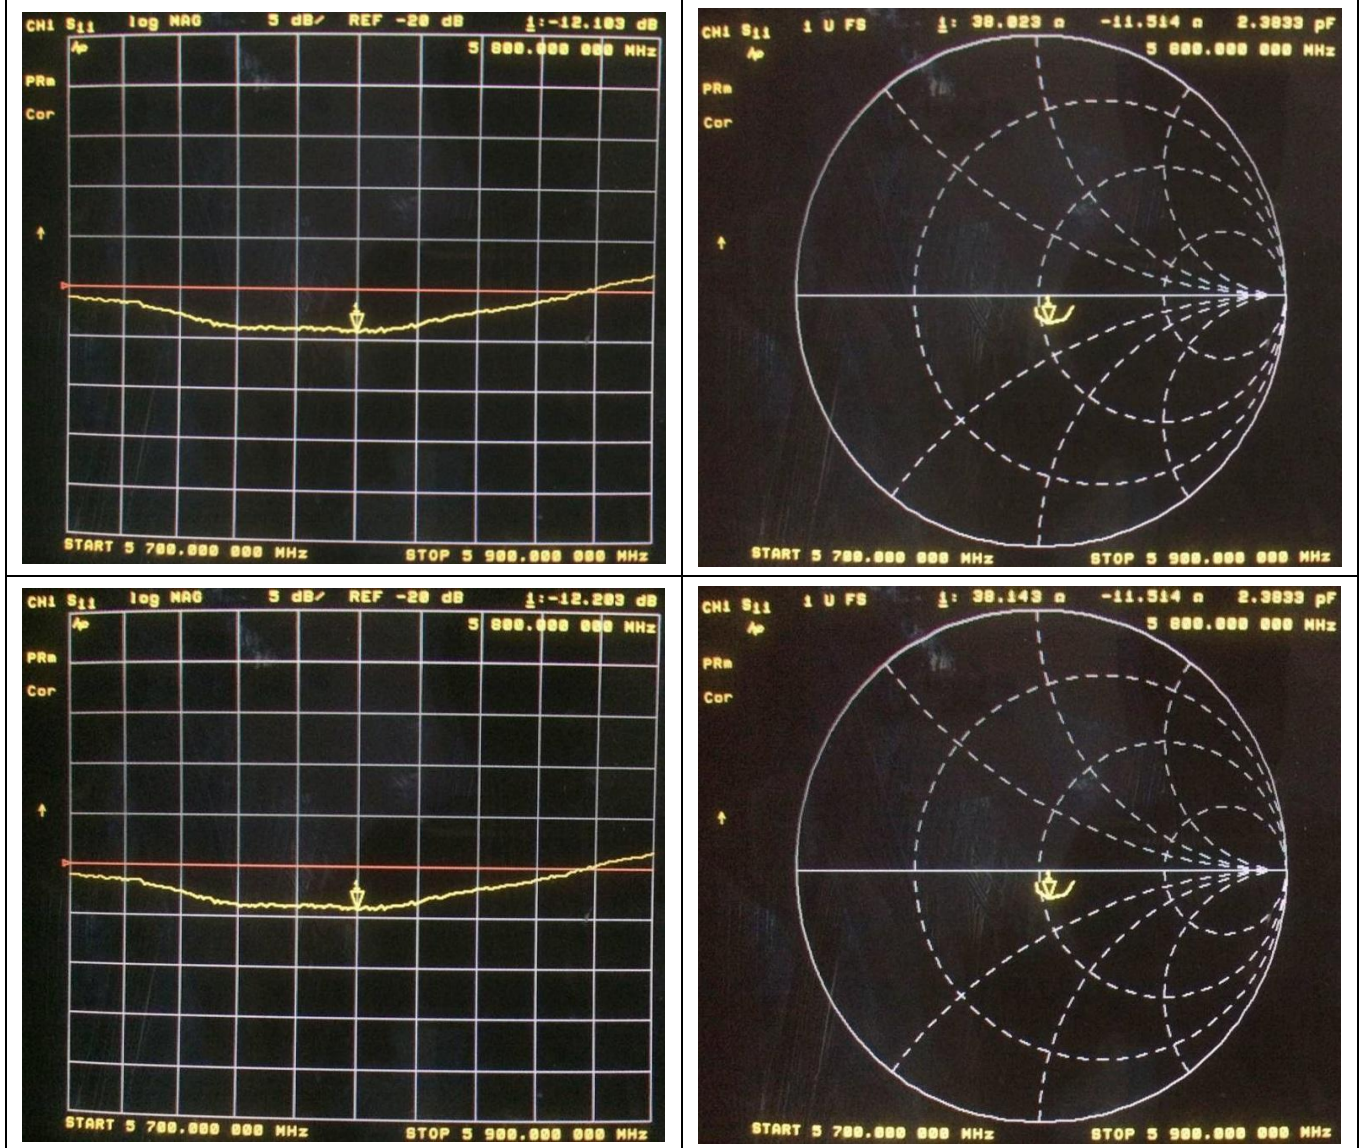 CH1 S11 log MAG 5 dB/ REF -20 dB 1:-12.103 dB
Ap 5 800.000 000 MHz
PRm
Cor
START 5 700.000 000 MHz STOP 5 900.000 000 MHz
CH1 S11 1 U FS 1: 38.023 Ω -11.514 Ω 2.3833 pF
Ap 5 800.000 000 MHz
PRm
Cor
START 5 700.000 000 MHz STOP 5 900.000 000 MHz
CH1 S11 log MAG 5 dB/ REF -20 dB 1:-12.203 dB
Ap 5 800.000 000 MHz
PRm
Cor
START 5 700.000 000 MHz STOP 5 900.000 000 MHz
CH1 S11 1 U FS 1: 38.143 Ω -11.514 Ω 2.3833 pF
Ap 5 800.000 000 MHz
PRm
Cor
START 5 700.000 000 MHz STOP 5 900.000 000 MHz